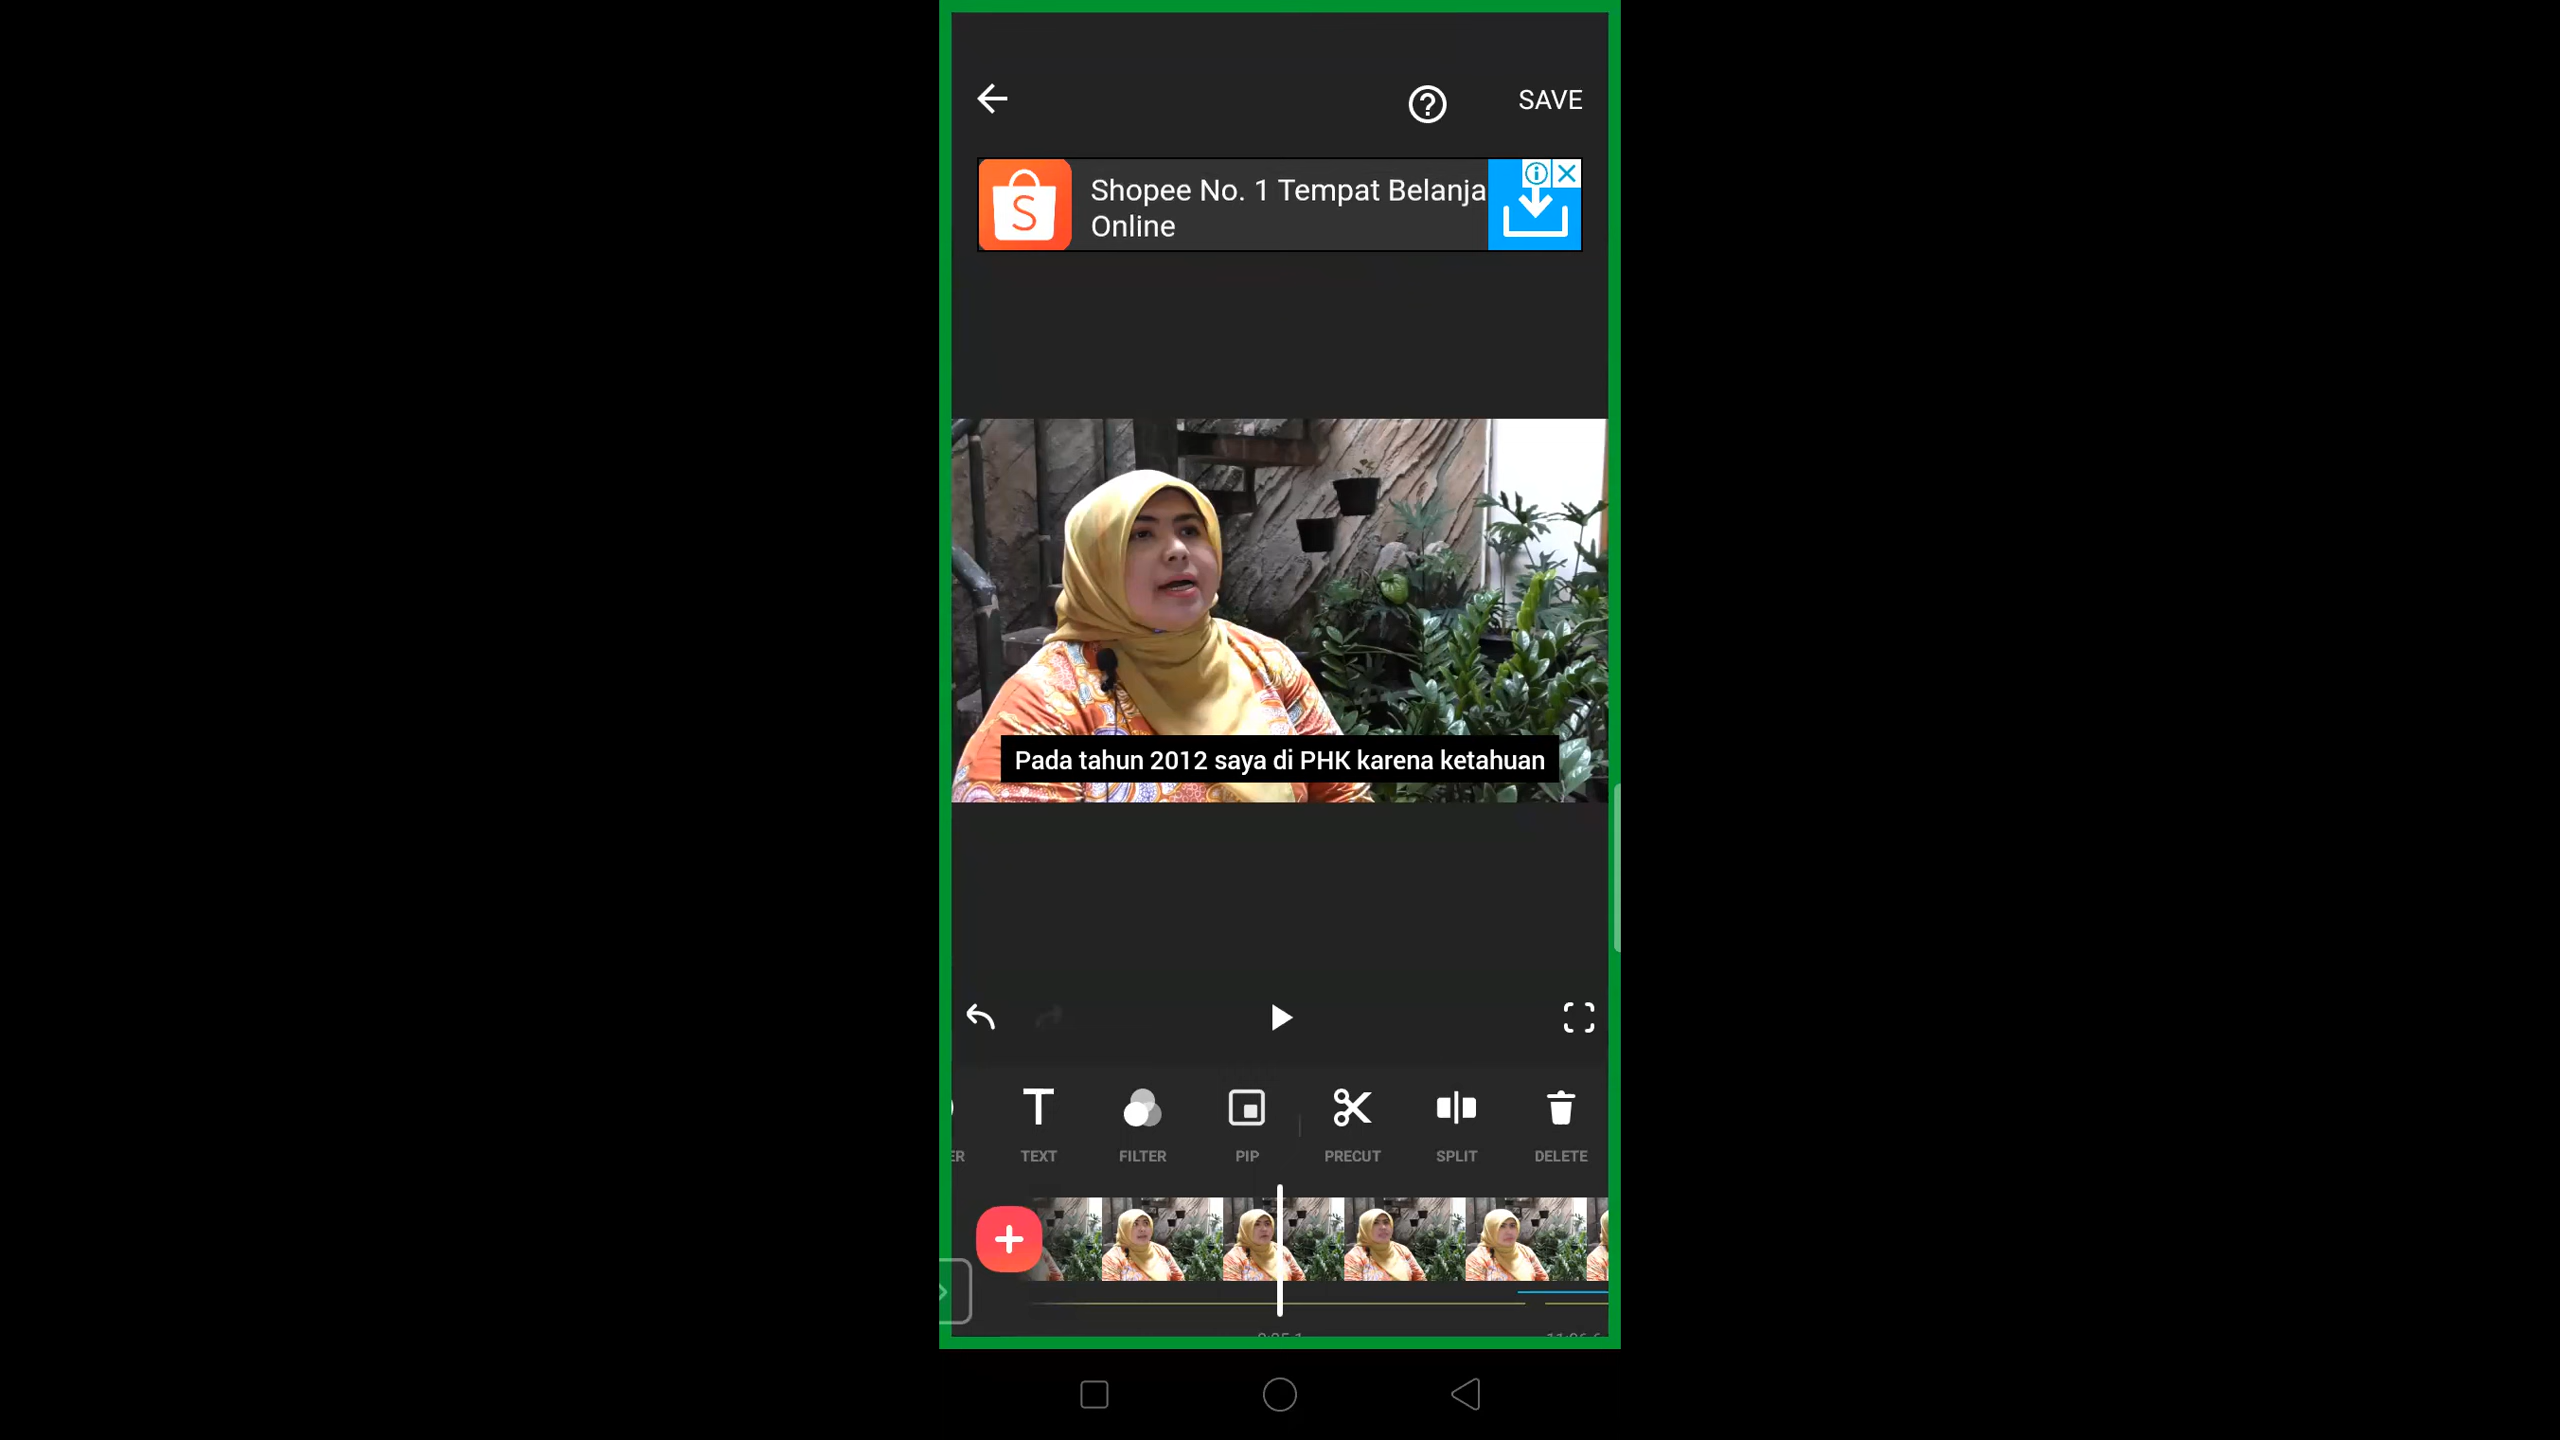 SAVE
S
Shopee No. 1 Tempat Belanja
Online
Pada tahun 2012 saya di PHK karena ketahuan
ER
TEXT
FILTER
PIP
PRECUT
SPLIT
DELETE